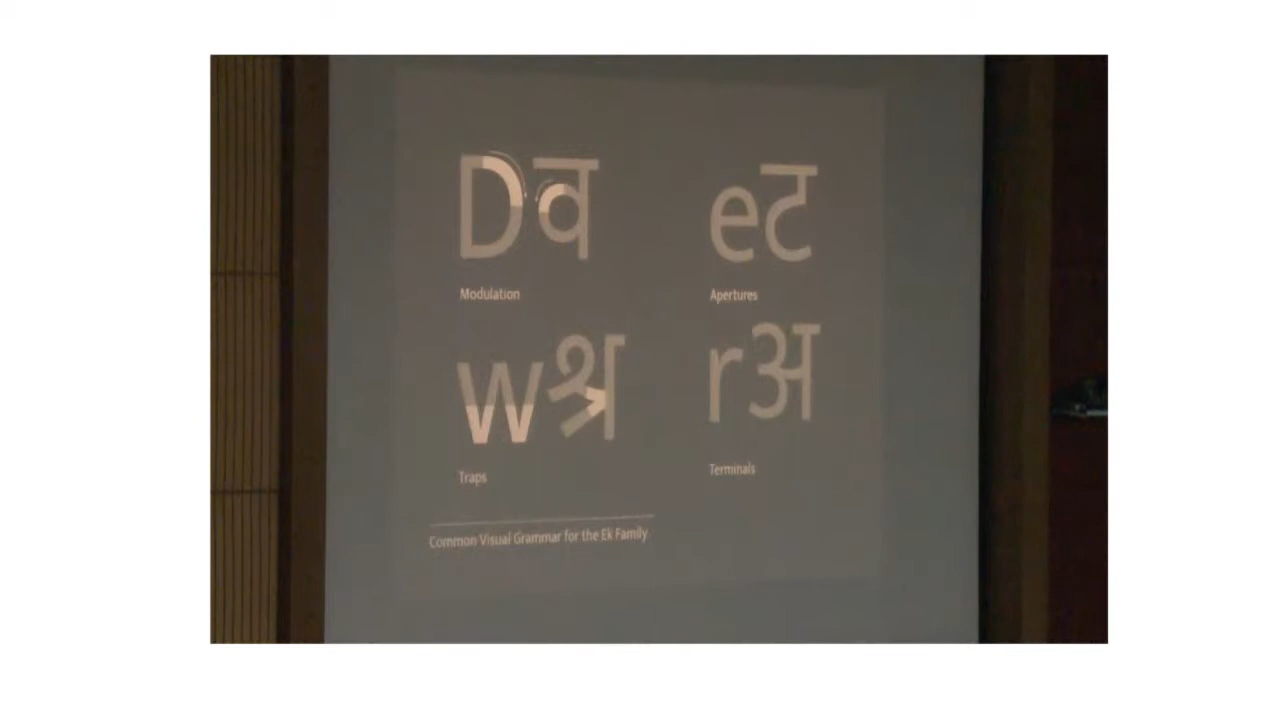 Dव
Modulation
eट
Apertures
wश्र
Traps
rअ
Terminals
Common Visual Grammar for the Ek Family